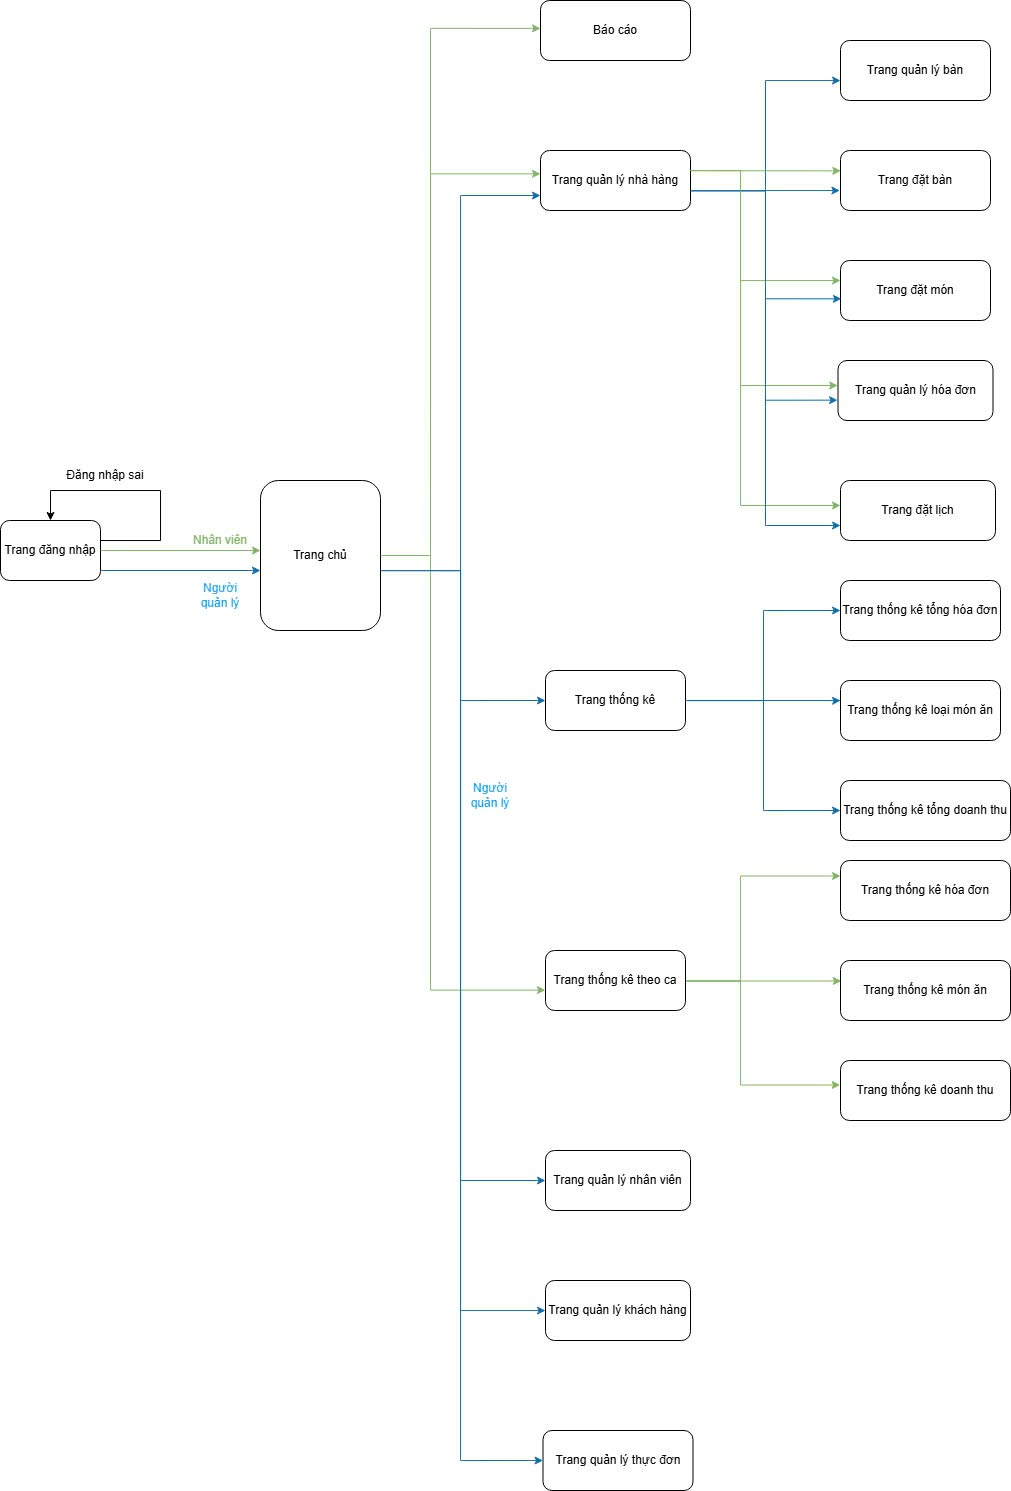 Báo cáo
Trang quản lý bàn
Trang quản lý nhà hàng
Trang đặt bàn
Trang đặt món
Trang quản lý hóa đơn
Đăng nhập sai
Trang đăng nhập
Nhân viên
Người
quản lý
Trang chủ
Trang đặt lịch
Trang thống kê tổng hóa đơn
Trang thống kê
Trang thống kê loại món ăn
Người
quản lý
Trang thống kê tổng doanh thu
Trang thống kê hóa đơn
Trang thống kê theo ca
Trang thống kê món ăn
Trang thống kê doanh thu
Trang quản lý nhân viên
Trang quản lý khách hàng
Trang quản lý thực đơn